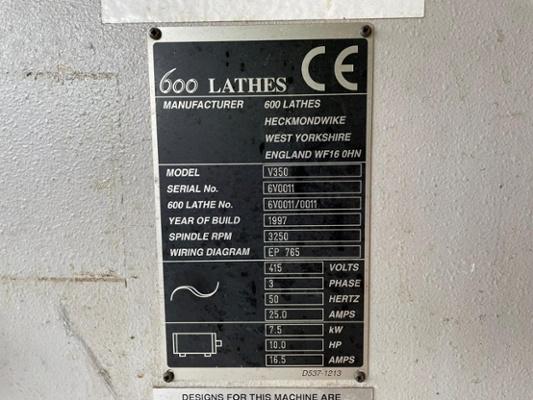 600 LATHES CE
MANUFACTURER 600 LATHES
HECKMONDWIKE
WEST YORKSHIRE
ENGLAND WF16 0HN
MODEL V350
SERIAL No. 6V0011
600 LATHE No. 6V0011/0011
YEAR OF BUILD 1997
SPINDLE RPM 3250
WIRING DIAGRAM EP 765
415 VOLTS
3 PHASE
50 HERTZ
25.0 AMPS
7.5 kW
10.0 HP
16.5 AMPS
D537-1213
DESIGNS FOR THIS MACHINE ARE